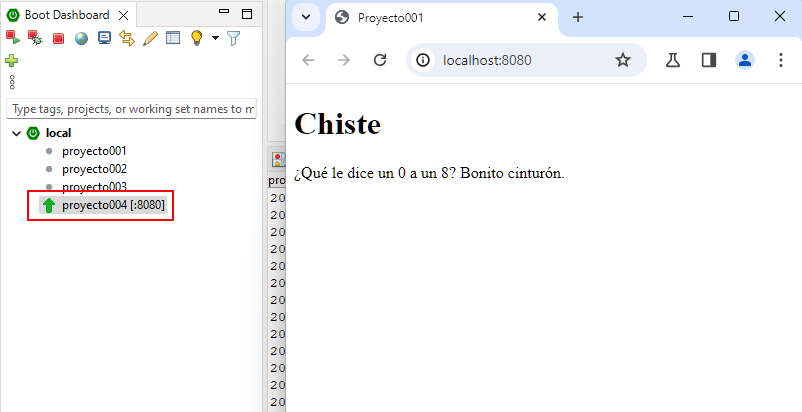 Boot Dashboard
Type tags, projects, or working set names to m
local
proyecto001
proyecto002
proyecto003
proyecto004 [:8080]
pro
20
20
20
20
20
20
20
20
20
20
20
20
20
Proyecto001
localhost:8080
Chiste
¿Qué le dice un 0 a un 8? Bonito cinturón.